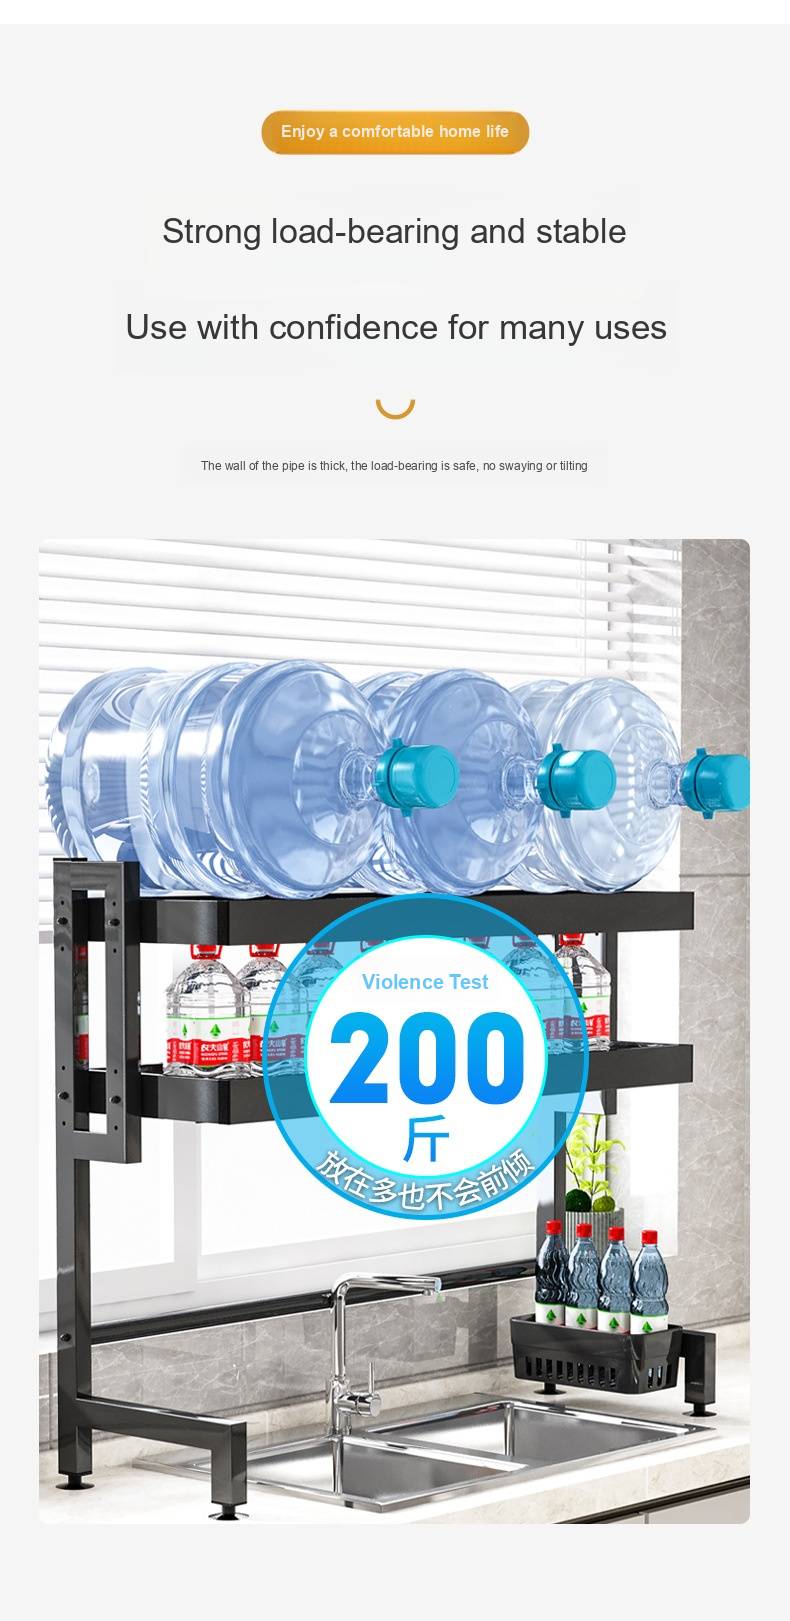 Enjoy a comfortable home life
Strong load-bearing and stable
Use with confidence for many uses
The wall of the pipe is thick, the load-bearing is safe, no swaying or tilting
Violence Test
200
斤
放在多也不会前倾